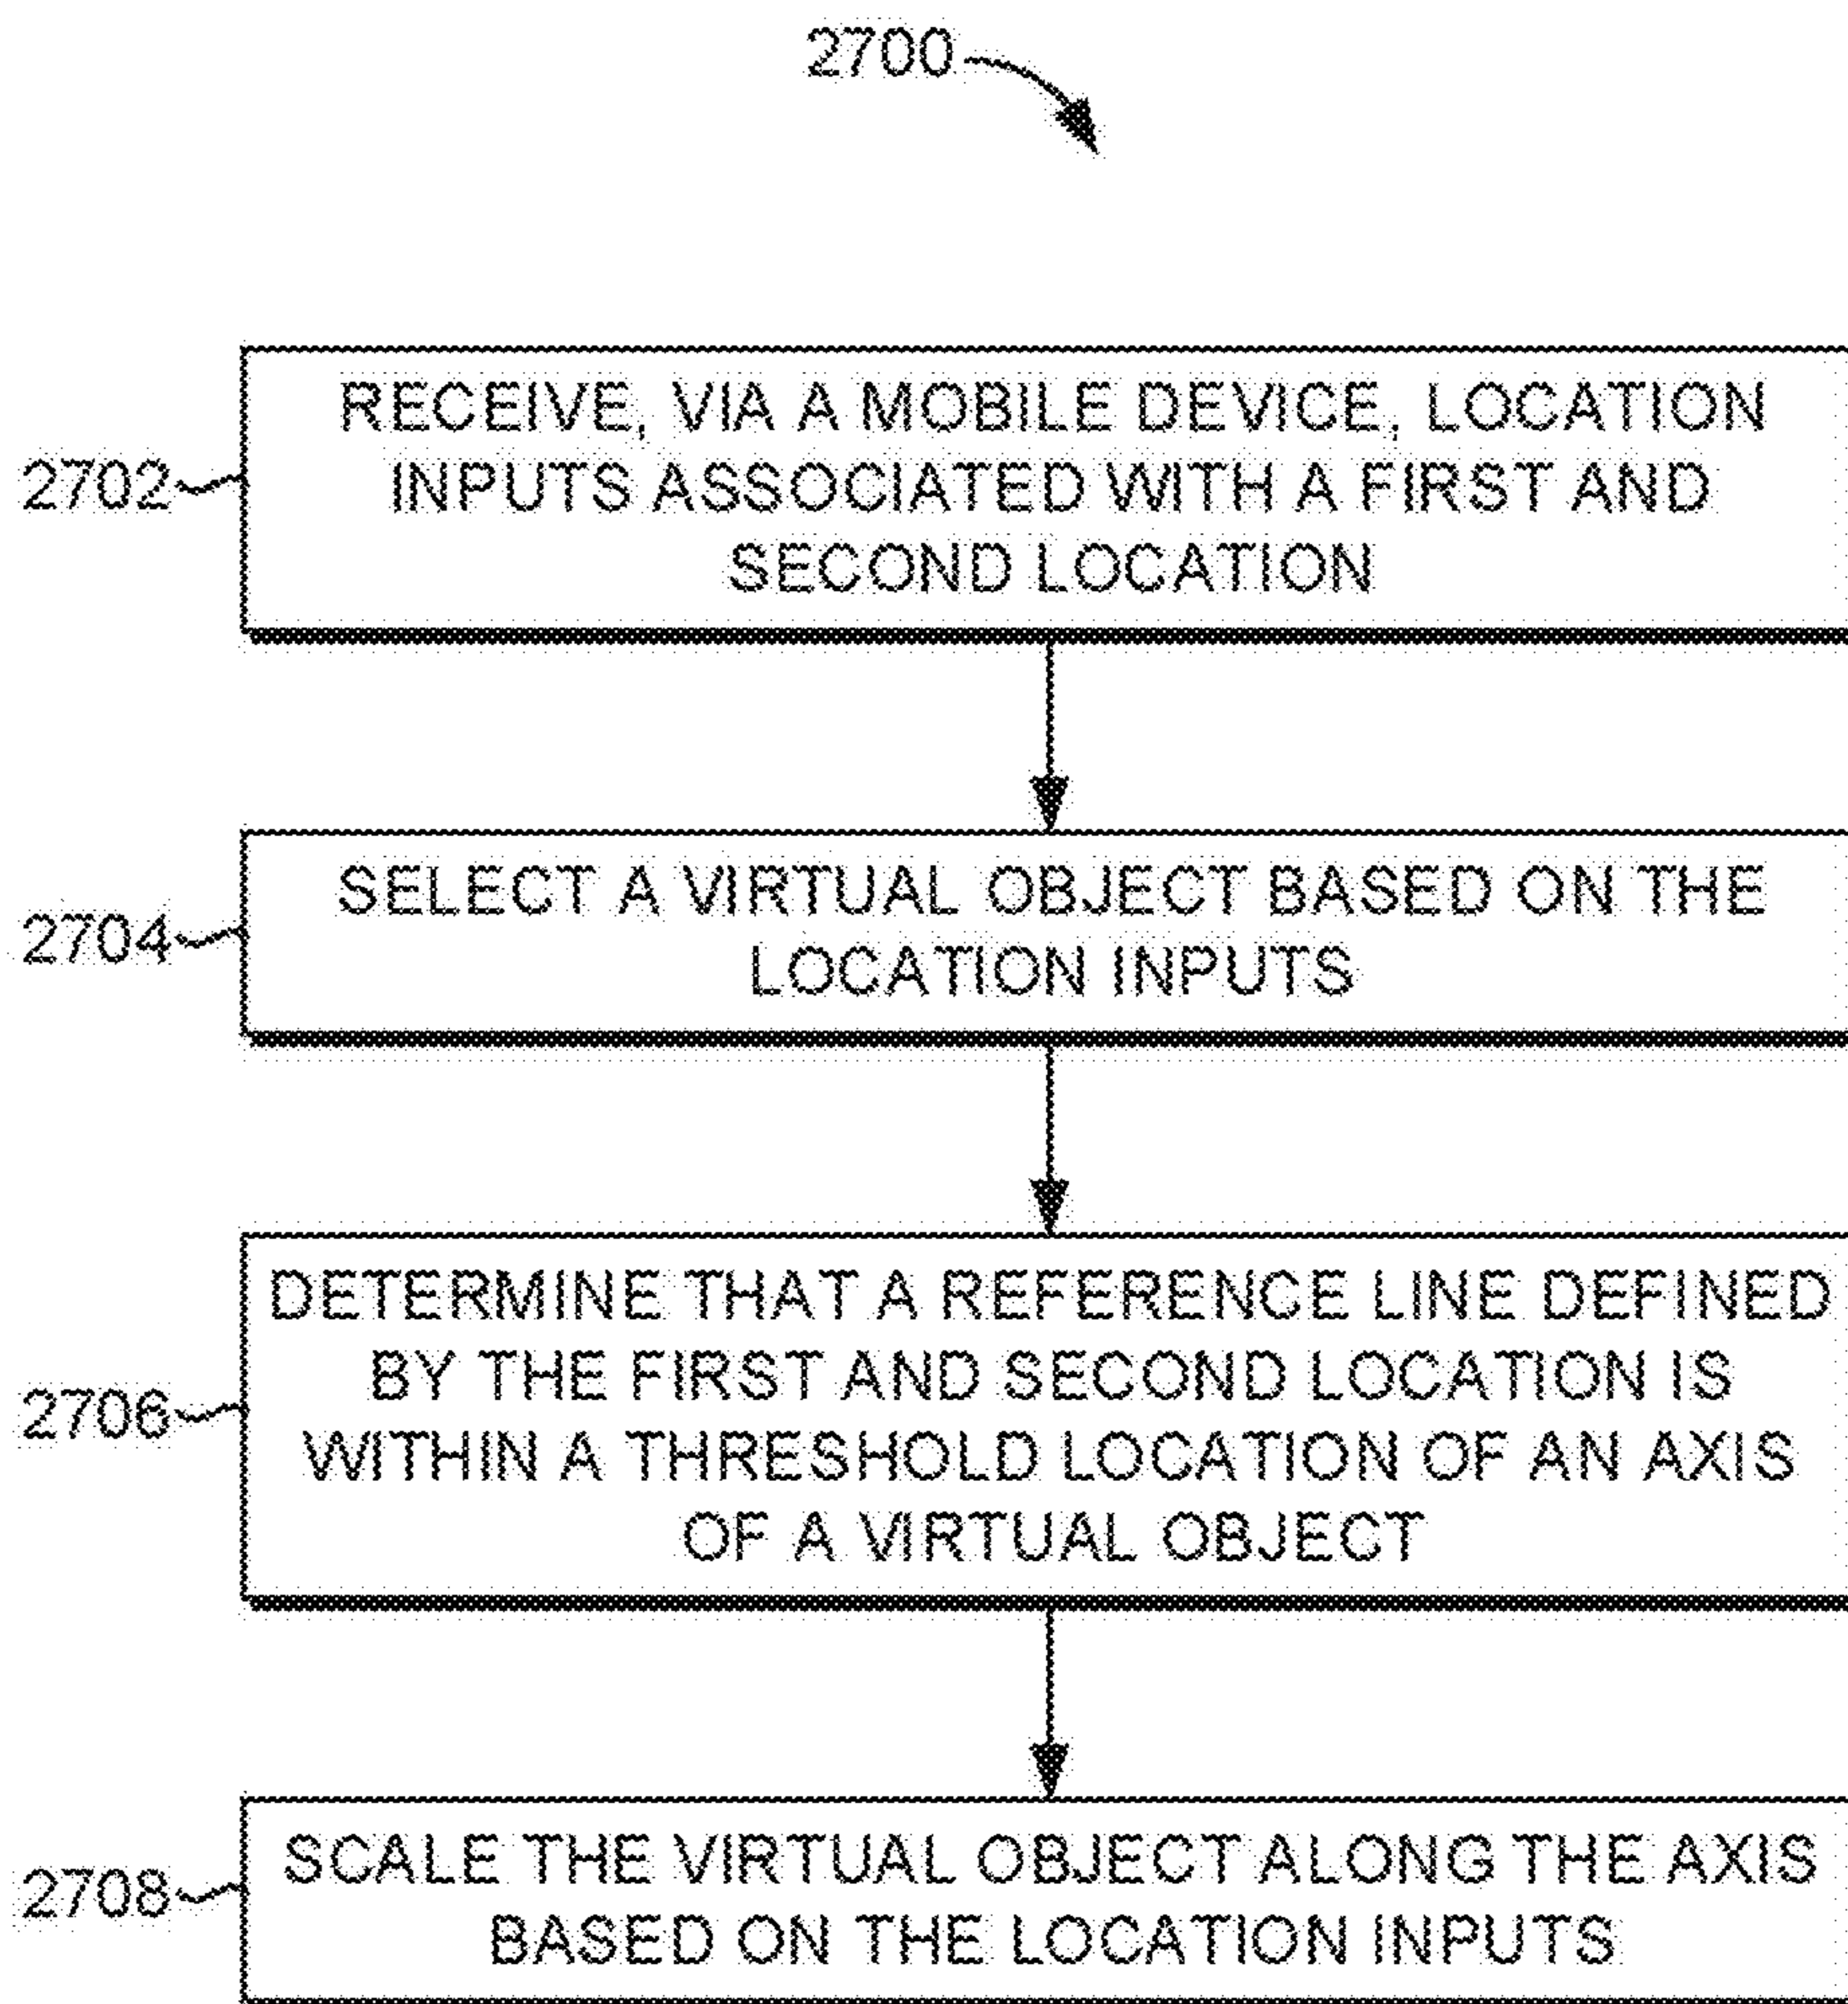 2700
RECEIVE, VIA A MOBILE DEVICE, LOCATION
INPUTS ASSOCIATED WITH A FIRST AND
SECOND LOCATION
2702
SELECT A VIRTUAL OBJECT BASED ON THE
LOCATION INPUTS
2704
DETERMINE THAT A REFERENCE LINE DEFINED
BY THE FIRST AND SECOND LOCATION IS
WITHIN A THRESHOLD LOCATION OF AN AXIS
OF A VIRTUAL OBJECT
2706
SCALE THE VIRTUAL OBJECT ALONG THE AXIS
BASED ON THE LOCATION INPUTS
2708